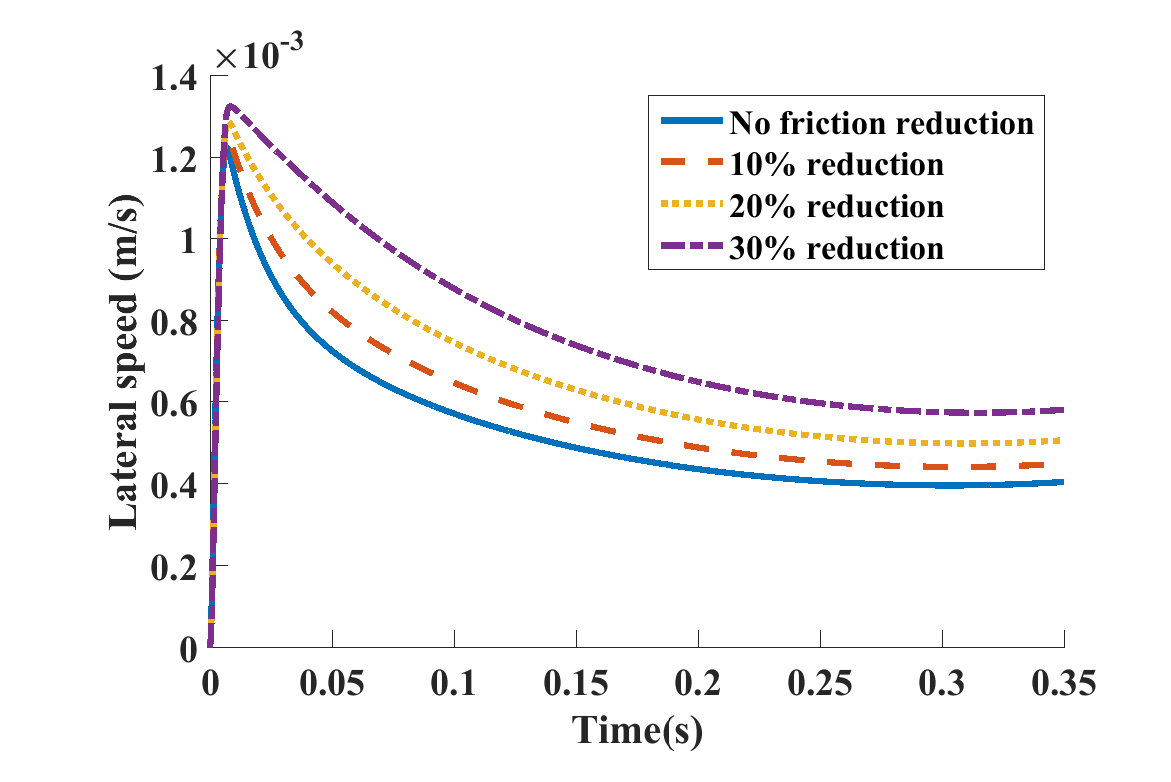 ×10-3
1.4
1.2
1
0.8
0.6
0.4
0.2
0
Lateral speed (m/s)
No friction reduction
10% reduction
20% reduction
30% reduction
0 0.05 0.1 0.15 0.2 0.25 0.3 0.35
Time(s)